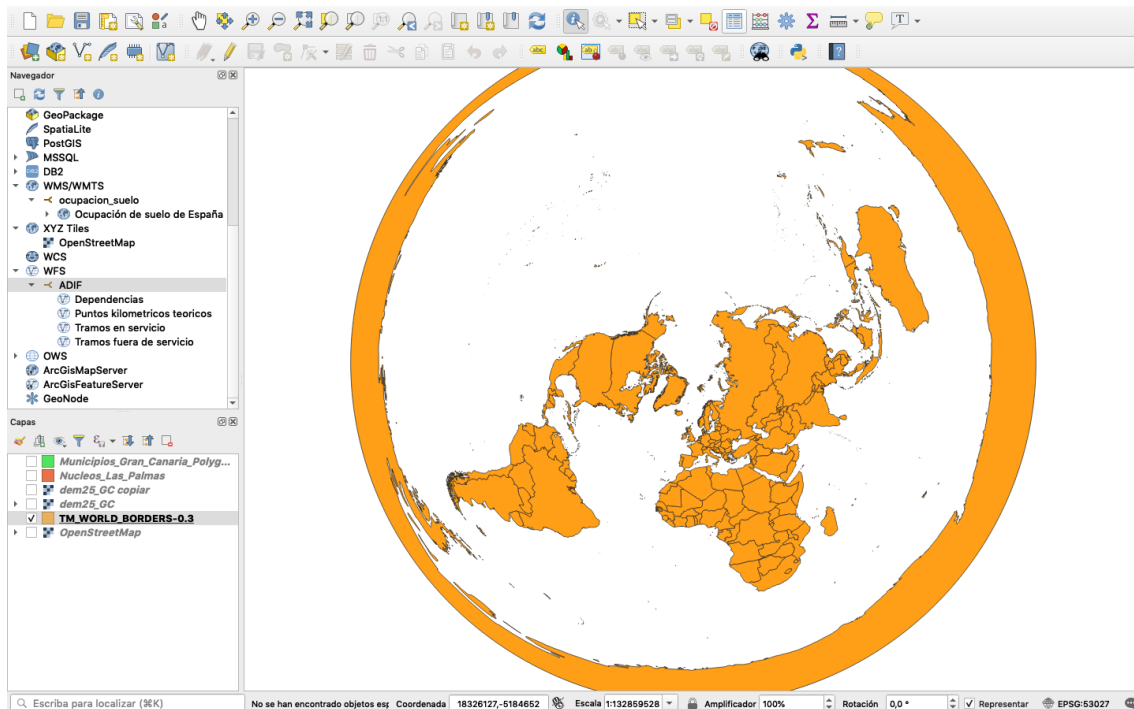 Navegador
GeoPackage
SpatiaLite
PostGIS
MSSQL
DB2
WMS/WMTS
ocupacion_suelo
Ocupación de suelo de España
XYZ Tiles
OpenStreetMap
WCS
WFS
ADIF
Dependencias
Puntos kilometricos teoricos
Tramos en servicio
Tramos fuera de servicio
OWS
ArcGisMapServer
ArcGisFeatureServer
GeoNode
Capas
Municipios_Gran_Canaria_Polyg...
Nucleos_Las_Palmas
dem25_GC copiar
dem25_GC
TM_WORLD_BORDERS-0.3
OpenStreetMap
Escriba para localizar (⌘K)
No se han encontrado objetos esp Coordenada 18326127,-5184652 Escala 1:132859528 Amplificador 100% Rotación 0,0 ° Representar EPSG:53027